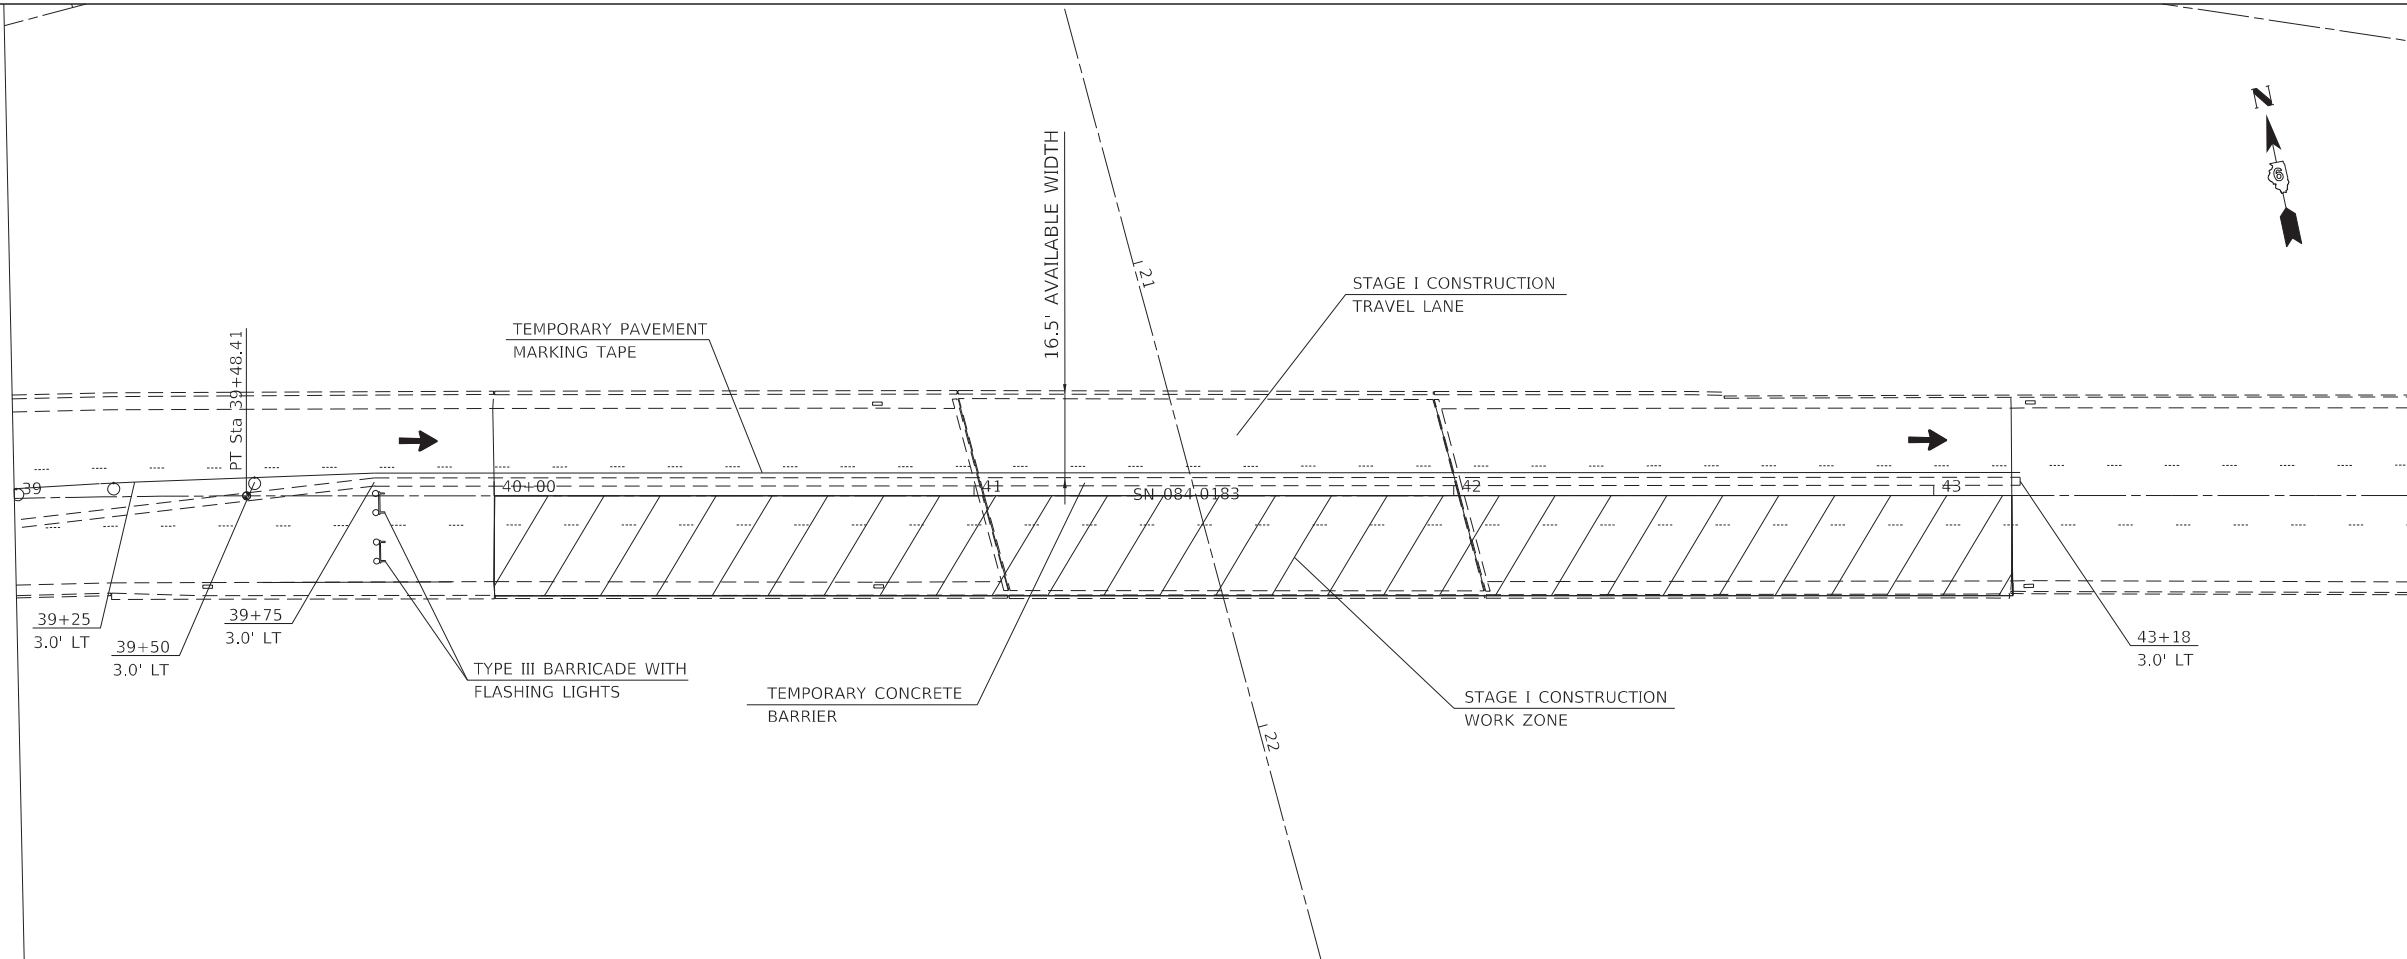 N
6
16.5' AVAILABLE WIDTH
21
STAGE I CONSTRUCTION
TRAVEL LANE
TEMPORARY PAVEMENT
MARKING TAPE
PT Sta 39+48.41
39
40+00
41
SN 084-0183
42
43
39+25
3.0' LT
39+50
3.0' LT
39+75
3.0' LT
TYPE III BARRICADE WITH
FLASHING LIGHTS
TEMPORARY CONCRETE
BARRIER
STAGE I CONSTRUCTION
WORK ZONE
43+18
3.0' LT
22